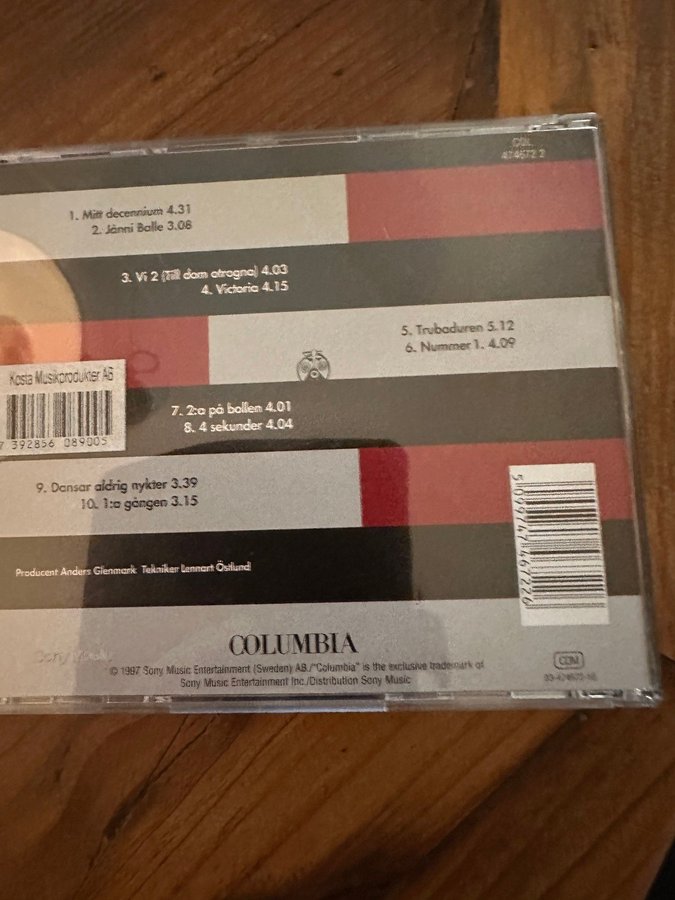 COL
474672 2
1. Mitt decennium 4.31
2. Jänni Balle 3.08
3. Vi 2 (Till dom otrogna) 4.03
4. Victoria 4.15
5. Trubaduren 5.12
6. Nummer 1. 4.09
Kosta Musikprodukter AB
7 392856 089005
7. 2:a på bollen 4.01
8. 4 sekunder 4.04
9. Dansar aldrig nykter 3.39
10. 1:a gången 3.15
5099747467226
Producent Anders Glenmark Tekniker Lennart Östlund
COLUMBIA
Sony Music
© 1997 Sony Music Entertainment (Sweden) AB./"Columbia" is the exclusive trademark of
Sony Music Entertainment Inc./Distribution Sony Music
CDM